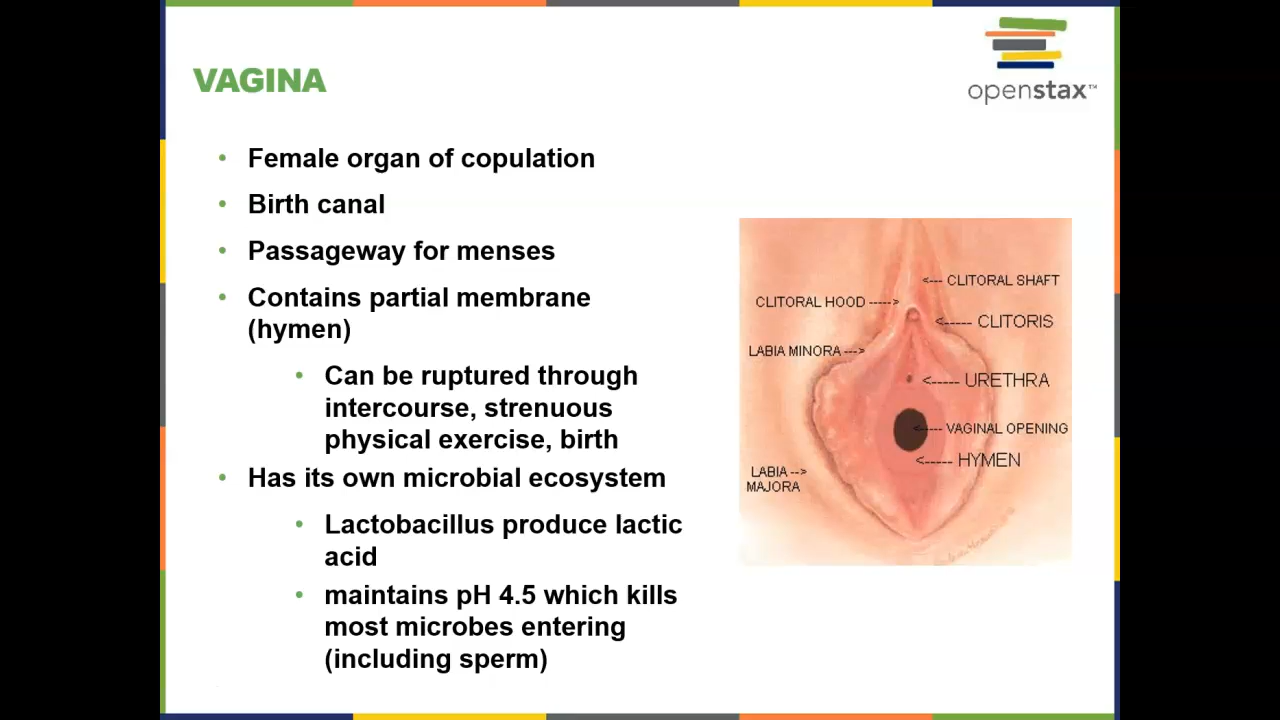 openstax™
VAGINA
• Female organ of copulation
• Birth canal
• Passageway for menses
• Contains partial membrane
(hymen)
• Can be ruptured through
intercourse, strenuous
physical exercise, birth
• Has its own microbial ecosystem
• Lactobacillus produce lactic
acid
• maintains pH 4.5 which kills
most microbes entering
(including sperm)
<--- CLITORAL SHAFT
CLITORAL HOOD ----->
<----- CLITORIS
LABIA MINORA --->
<----- URETHRA
<----- VAGINAL OPENING
<----- HYMEN
LABIA -->
MAJORA